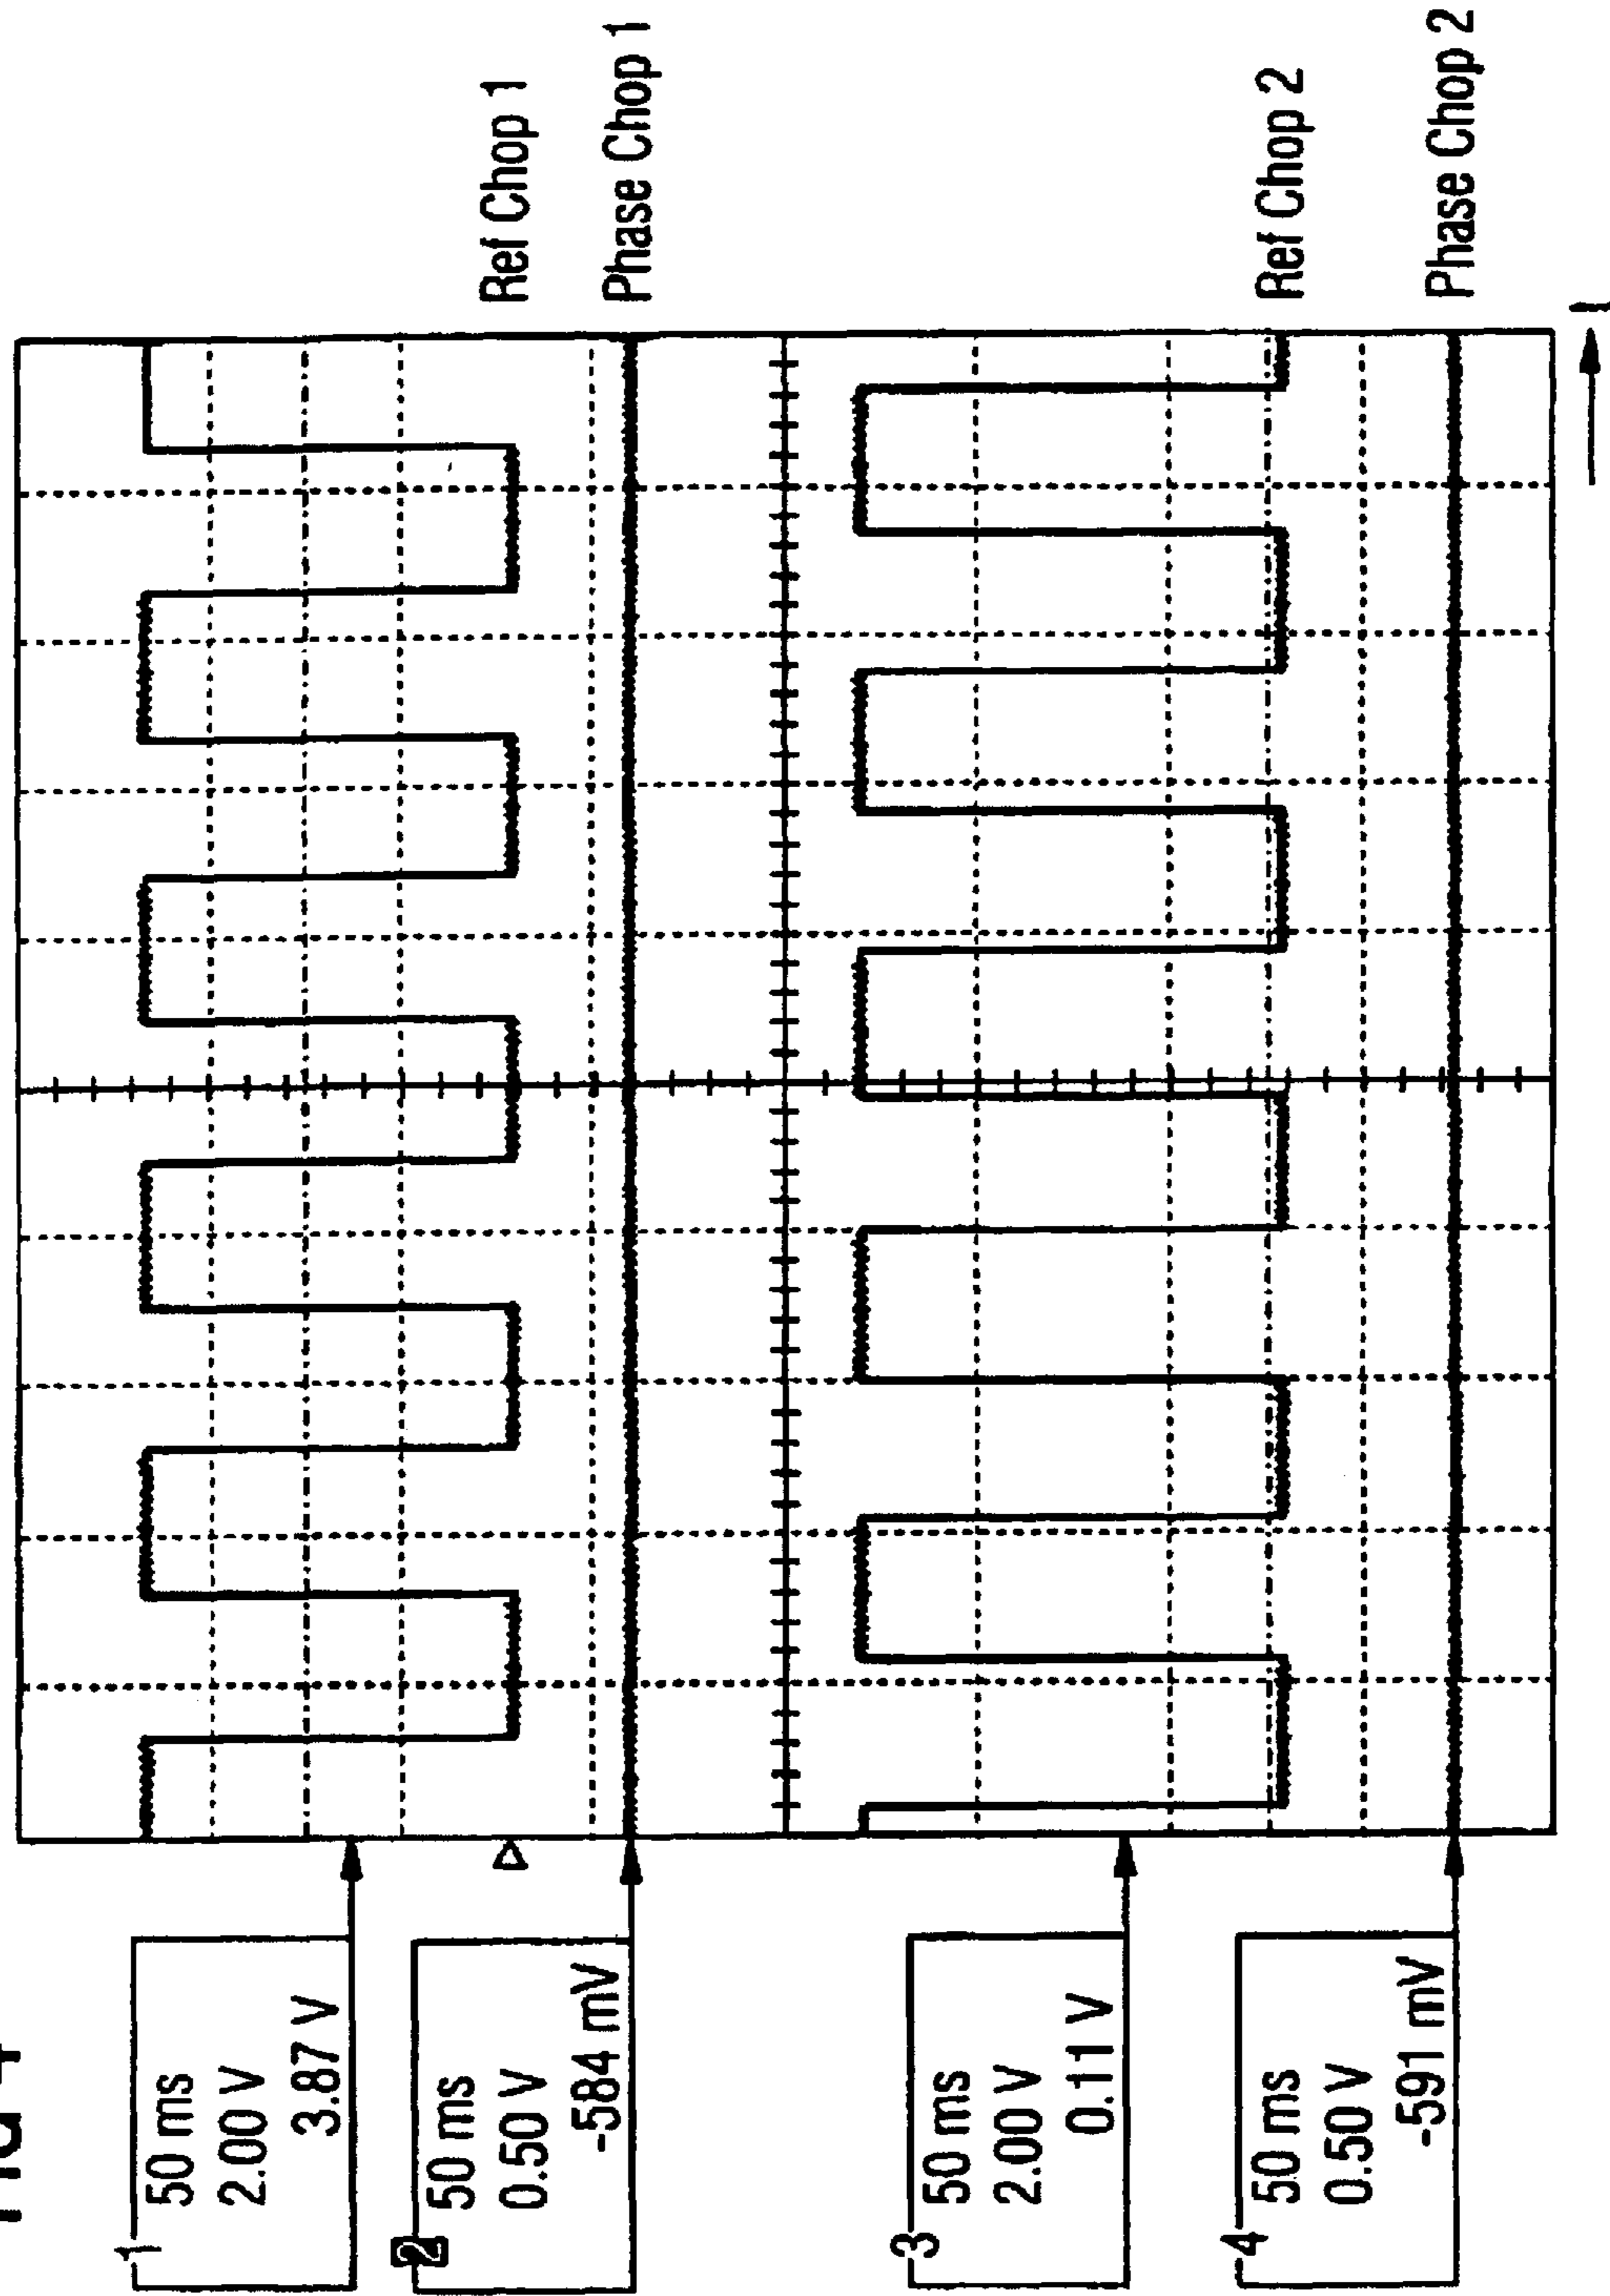 1
50 ms
2.00 V
3.87 V
2
50 ms
0.50 V
-584 mV
3
50 ms
2.00 V
0.11 V
4
50 ms
0.50 V
-591 mV
Ref Chop 1
Phase Chop 1
Ref Chop 2
Phase Chop 2